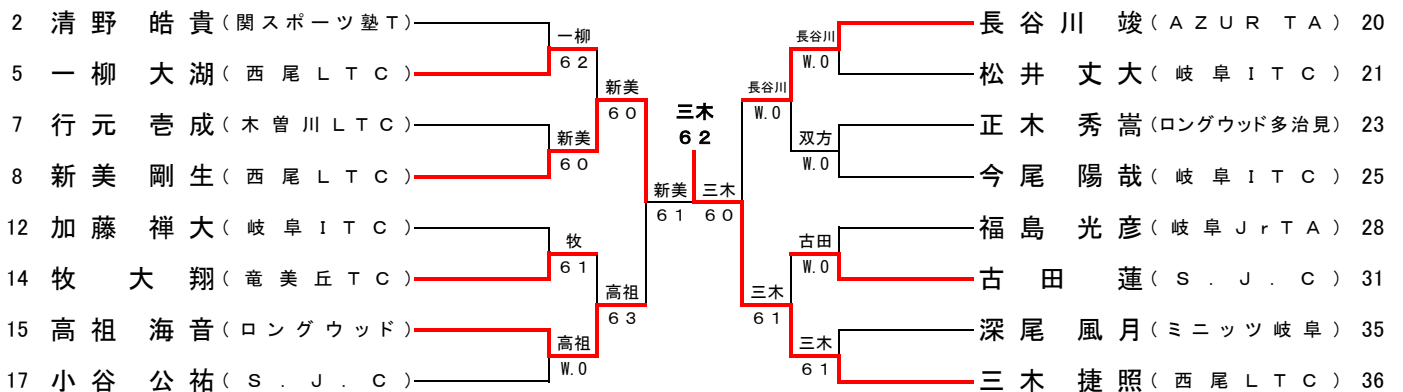 2 清野 皓貴(関スポーツ塾T)
5 一柳 大湖(西尾LTC)
7 行元 壱成(木曽川LTC)
8 新美 剛生(西尾LTC)
12 加藤 禅大(岐阜ITC)
14 牧 大翔(竜美丘TC)
15 高祖 海音(ロングウッド)
17 小谷 公祐(S.J.C)
一柳
62
新美
60
牧
61
高祖
W.0
新美
60
高祖
63
新美
61
三木
62
三木
60
長谷川
W.0
三木
61
長谷川
W.0
双方
W.0
古田
W.0
三木
61
長谷川 竣(AZUR TA) 20
松井 丈大(岐阜ITC) 21
正木 秀嵩(ロングウッド多治見) 23
今尾 陽哉(岐阜ITC) 25
福島 光彦(岐阜JrTA) 28
古田 蓮(S.J.C) 31
深尾 風月(ミニッツ岐阜) 35
三木 捷照(西尾LTC) 36